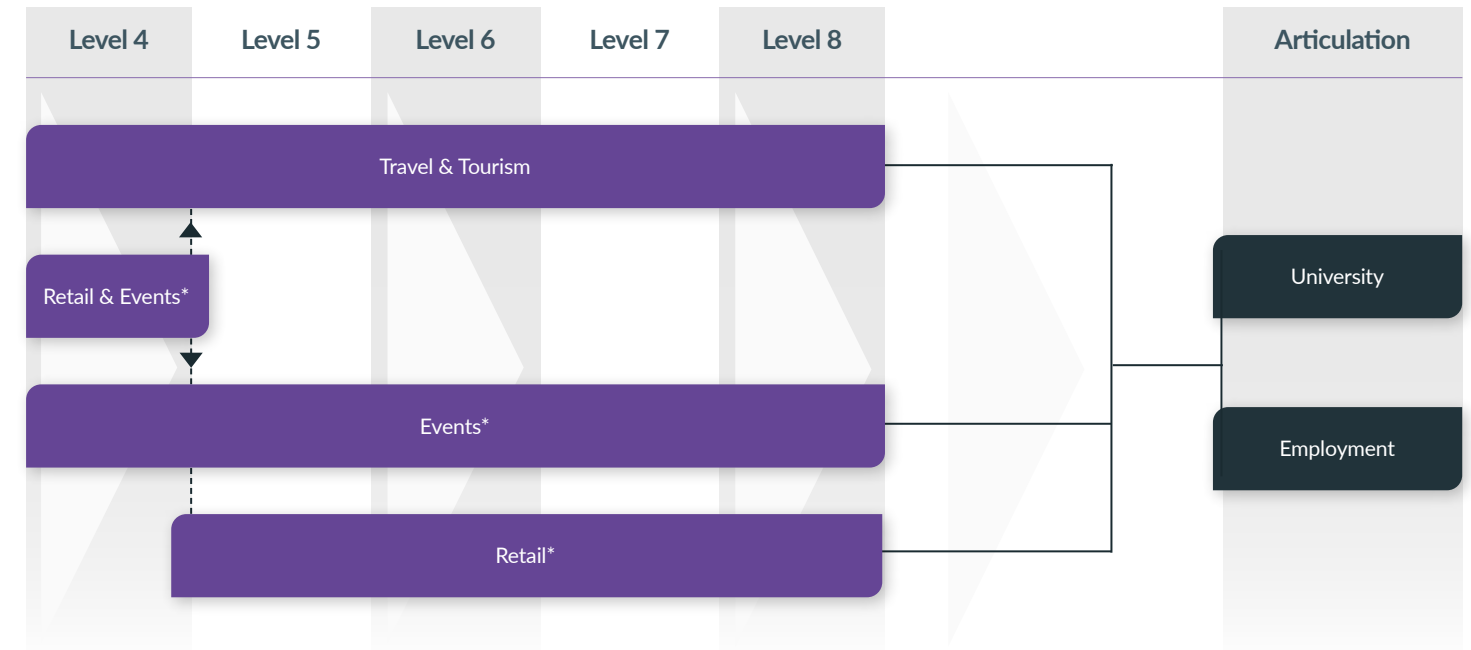 Level 4
Level 5
Level 6
Level 7
Level 8
Articulation
Travel & Tourism
Retail & Events*
University
Events*
Employment
Retail*